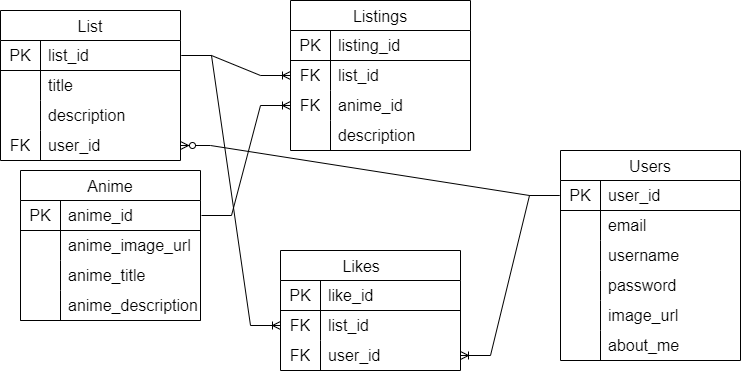 List
PK list_id
title
description
FK user_id
Listings
PK listing_id
FK list_id
FK anime_id
description
Anime
PK anime_id
anime_image_url
anime_title
anime_description
Likes
PK like_id
FK list_id
FK user_id
Users
PK user_id
email
username
password
image_url
about_me